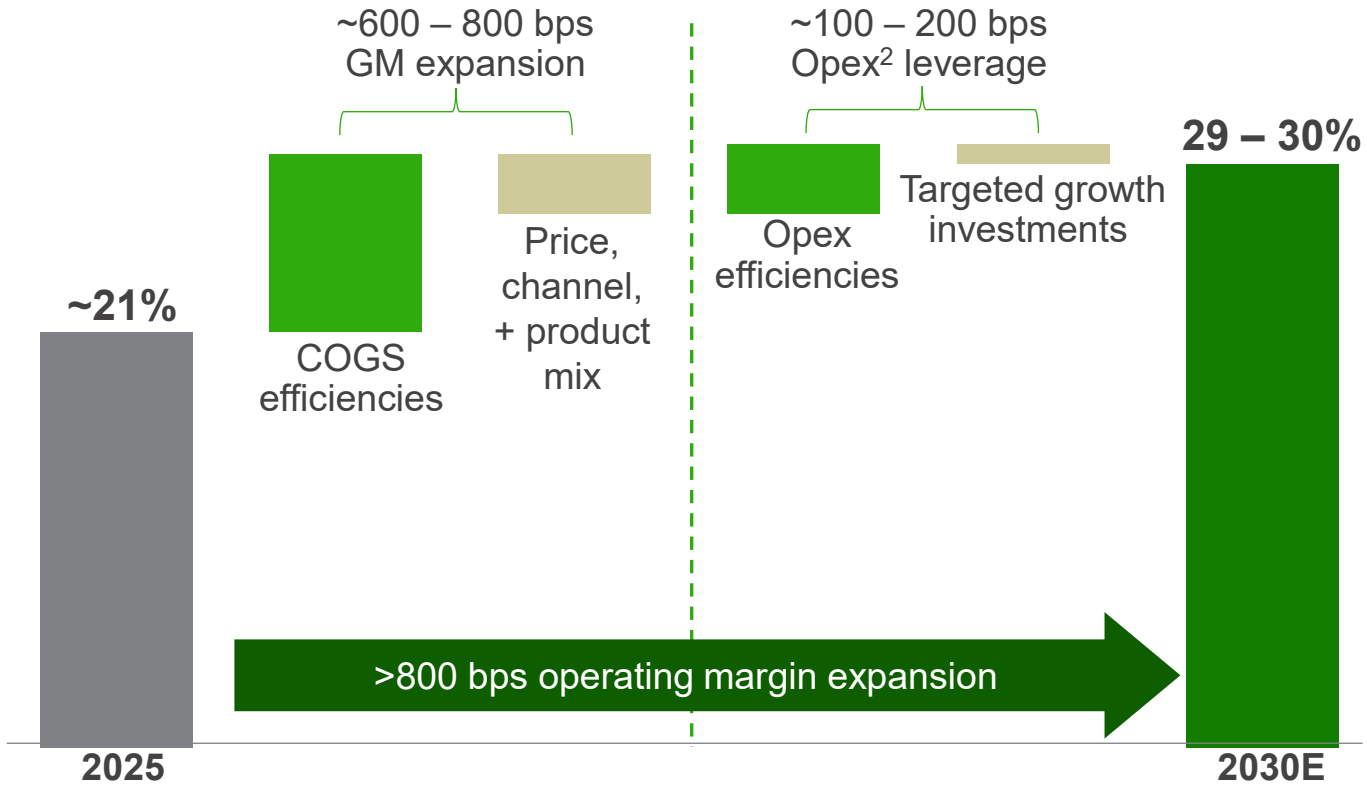 ~600 – 800 bps
GM expansion
~100 – 200 bps
Opex² leverage
29 – 30%
~21%
COGS
efficiencies
Price,
channel,
+ product
mix
Opex
efficiencies
Targeted growth
investments
>800 bps operating margin expansion
2025
2030E